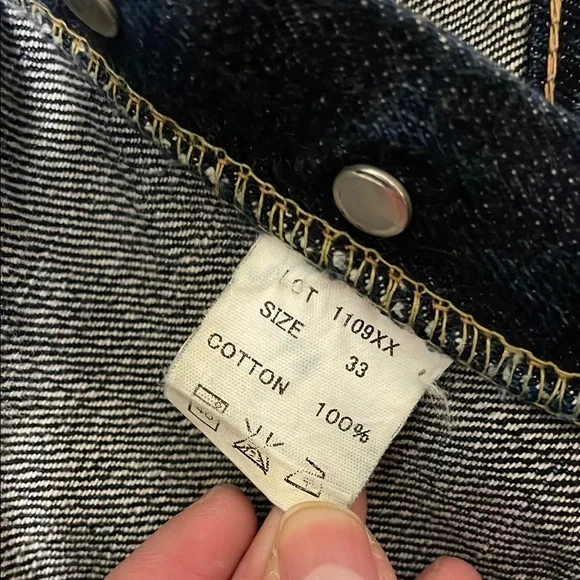 LOT 1109XX
SIZE 33
COTTON 100%